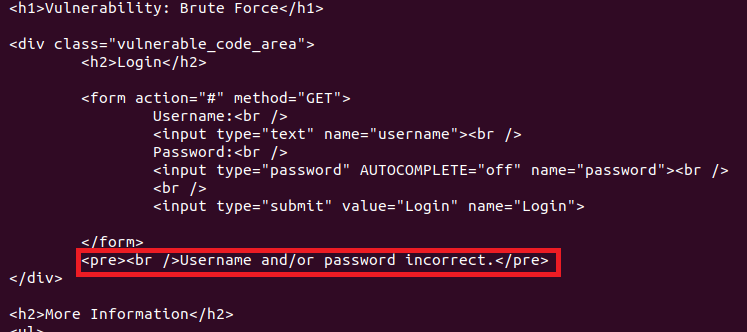 <h1>Vulnerability: Brute Force</h1>
<div class="vulnerable_code_area">
<h2>Login</h2>
<form action="#" method="GET">
Username:<br />
<input type="text" name="username"><br />
Password:<br />
<input type="password" AUTOCOMPLETE="off" name="password"><br />
<br />
<input type="submit" value="Login" name="Login">
</form>
<pre><br />Username and/or password incorrect.</pre>
</div>
<h2>More Information</h2>
<ul>